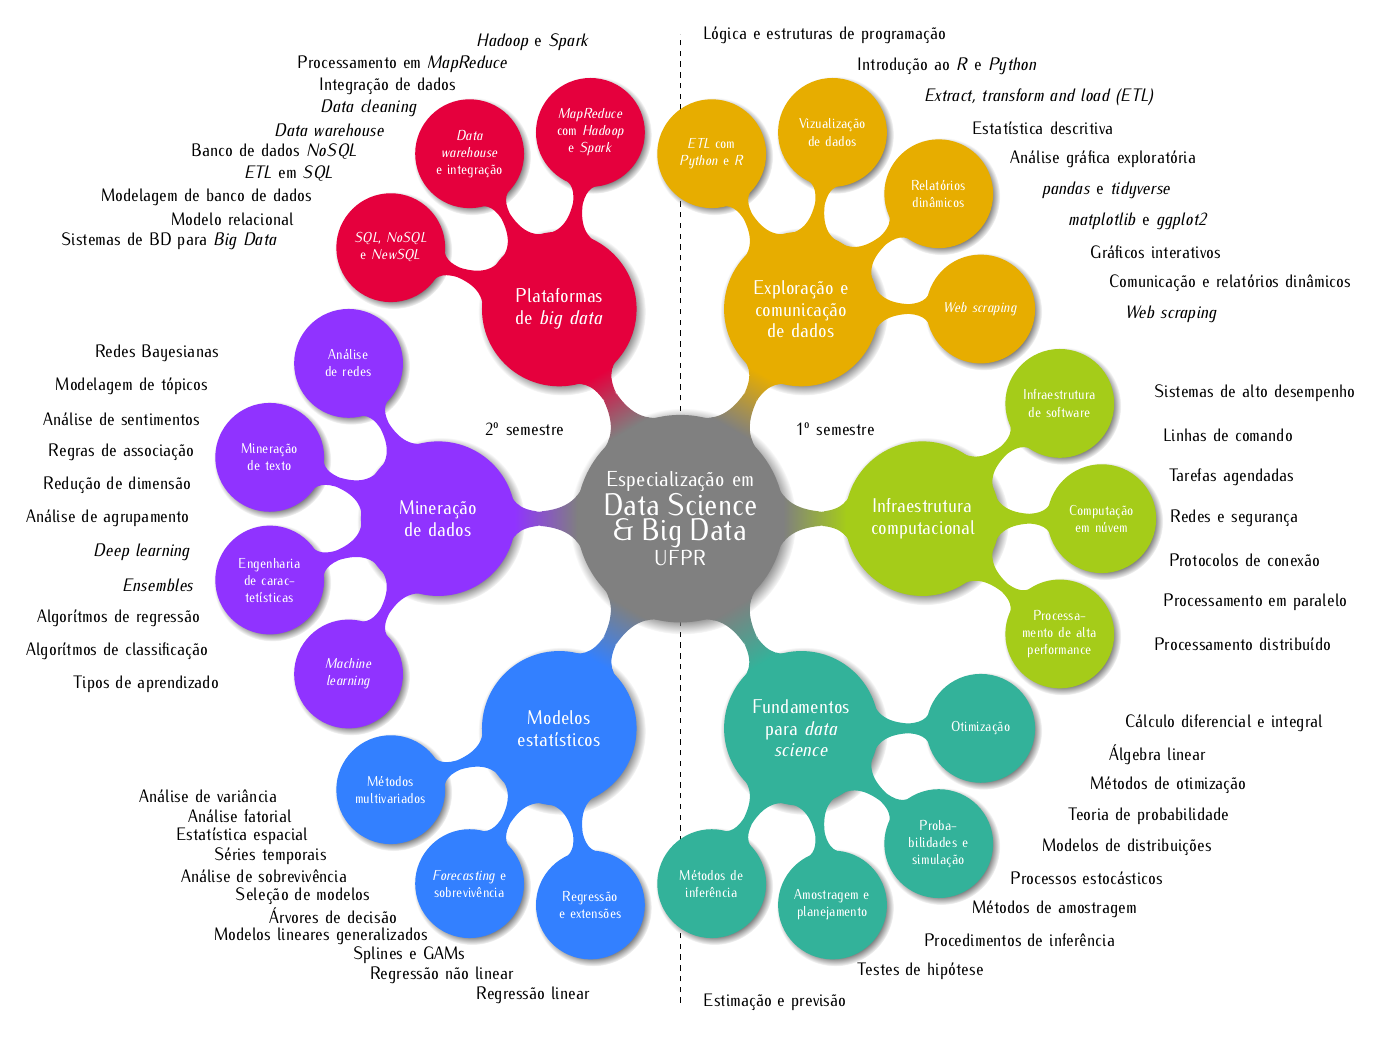 Hadoop e Spark
Processamento em MapReduce
Integração de dados
Data cleaning
Data warehouse
Banco de dados NoSQL
ETL em SQL
Modelagem de banco de dados
Modelo relacional
Sistemas de BD para Big Data
MapReduce
com Hadoop
e Spark
Data
warehouse
e integração
SQL, NoSQL
e NewSQL
Plataformas
de big data
Lógica e estruturas de programação
Introdução ao R e Python
Extract, transform and load (ETL)
Estatística descritiva
Análise gráfica exploratória
pandas e tidyverse
matplotlib e ggplot2
Gráficos interativos
Comunicação e relatórios dinâmicos
Web scraping
ETL com
Python e R
Vizualização
de dados
Relatórios
dinâmicos
Web scraping
Exploração e
comunicação
de dados
2º semestre
1º semestre
Especialização em
Data Science
& Big Data
UFPR
Redes Bayesianas
Modelagem de tópicos
Análise de sentimentos
Regras de associação
Redução de dimensão
Análise de agrupamento
Deep learning
Ensembles
Algorítmos de regressão
Algorítmos de classificação
Tipos de aprendizado
Análise
de redes
Mineração
de texto
Engenharia
de carac-
tetísticas
Machine
learning
Mineração
de dados
Infraestrutura
computacional
Infraestrutura
de software
Computação
em núvem
Processa-
mento de alta
performance
Sistemas de alto desempenho
Linhas de comando
Tarefas agendadas
Redes e segurança
Protocolos de conexão
Processamento em paralelo
Processamento distribuído
Modelos
estatísticos
Métodos
multivariados
Forecasting e
sobrevivência
Regressão
e extensões
Análise de variância
Análise fatorial
Estatística espacial
Séries temporais
Análise de sobrevivência
Seleção de modelos
Árvores de decisão
Modelos lineares generalizados
Splines e GAMs
Regressão não linear
Regressão linear
Fundamentos
para data
science
Otimização
Proba-
bilidades e
simulação
Amostragem e
planejamento
Métodos de
inferência
Cálculo diferencial e integral
Álgebra linear
Métodos de otimização
Teoria de probabilidade
Modelos de distribuições
Processos estocásticos
Métodos de amostragem
Procedimentos de inferência
Testes de hipótese
Estimação e previsão